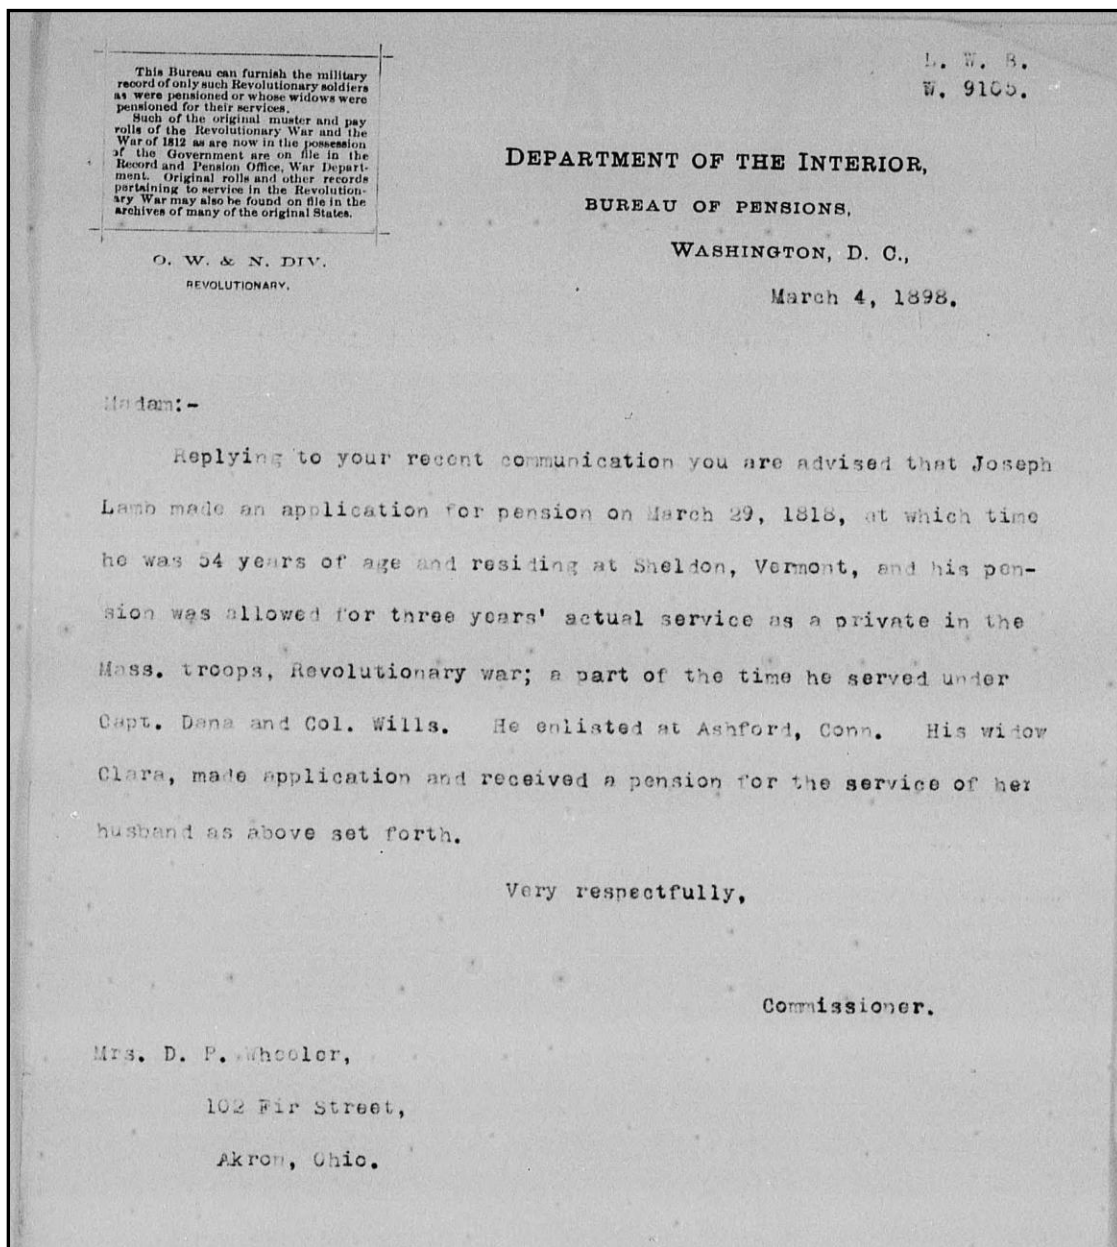 This Bureau can furnish the military
record of only such Revolutionary soldiers
as were pensioned or whose widows were
pensioned for their services.
Such of the original muster and pay
rolls of the Revolutionary War and the
War of 1812 as are now in the possession
of the Government are on file in the
Record and Pension Office, War Depart-
ment. Original rolls and other records
pertaining to service in the Revolution-
ary War may also be found on file in the
archives of many of the original States.
O. W. & N. DIV.
REVOLUTIONARY.
L. W. B.
W. 9105.
DEPARTMENT OF THE INTERIOR,
BUREAU OF PENSIONS,
WASHINGTON, D. C.,
March 4, 1898.
Madam:-
Replying to your recent communication you are advised that Joseph
Lamb made an application for pension on March 29, 1818, at which time
he was 54 years of age and residing at Sheldon, Vermont, and his pen-
sion was allowed for three years' actual service as a private in the
Mass. troops, Revolutionary war; a part of the time he served under
Capt. Dana and Col. Wills. He enlisted at Ashford, Conn. His widow
Clara, made application and received a pension for the service of her
husband as above set forth.
Very respectfully,
Commissioner.
Mrs. D. P. Wheeler,
102 Fir Street,
Akron, Ohio.